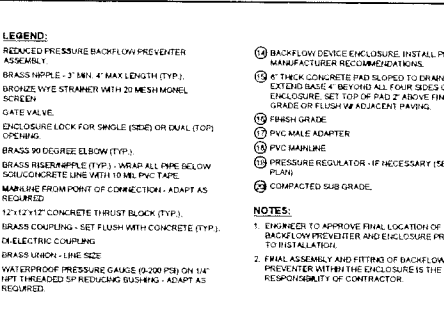 LEGEND:
REDUCED PRESSURE BACKFLOW PREVENTER
ASSEMBLY.
BRASS NIPPLE - 3" MIN. 4" MAX LENGTH (TYP.).
BRONZE WYE STRAINER WITH 20 MESH MONEL
SCREEN
GATE VALVE.
ENCLOSURE LOCK FOR SINGLE (SIDE) OR DUAL (TOP)
OPENING.
BRASS 90 DEGREE ELBOW (TYP.).
BRASS RISER/NIPPLE (TYP.) - WRAP ALL PIPE BELOW
SOIL/CONCRETE LINE WITH 10 MIL PVC TAPE.
MAINLINE FROM POINT OF CONNECTION - ADAPT AS
REQUIRED
12"x12"x12" CONCRETE THRUST BLOCK (TYP.).
BRASS COUPLING - SET FLUSH WITH CONCRETE (TYP.).
DI-ELECTRIC COUPLING
BRASS UNION - LINE SIZE
WATERPROOF PRESSURE GAUGE (0-200 PSI) ON 1/4"
NPT THREADED SP REDUCING BUSHING - ADAPT AS
REQUIRED.
14 BACKFLOW DEVICE ENCLOSURE. INSTALL P
MANUFACTURER RECOMMENDATIONS.
15 6" THICK CONCRETE PAD SLOPED TO DRAIN
EXTEND BASE 4" BEYOND ALL FOUR SIDES O
ENCLOSURE. SET TOP OF PAD 2" ABOVE FIN
GRADE OR FLUSH W/ ADJACENT PAVING.
16 FINISH GRADE
17 PVC MALE ADAPTER
18 PVC MAINLINE
19 PRESSURE REGULATOR - IF NECESSARY (SE
PLAN)
20 COMPACTED SUB GRADE.
NOTES:
1. ENGINEER TO APPROVE FINAL LOCATION OF
BACKFLOW PREVENTER AND ENCLOSURE PR
TO INSTALLATION.
2. FINAL ASSEMBLY AND FITTING OF BACKFLOW
PREVENTER WITHIN THE ENCLOSURE IS THE
RESPONSIBILITY OF CONTRACTOR.